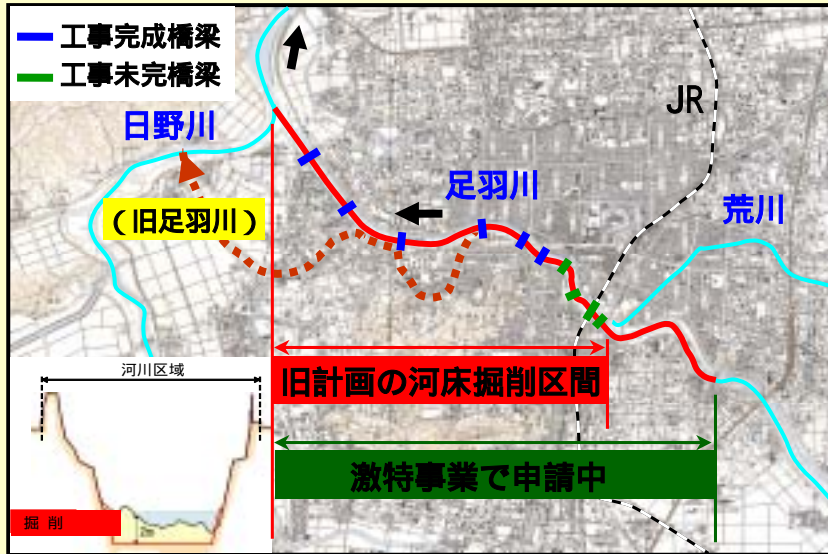 工事完成橋梁
工事未完橋梁
JR
日野川
足羽川
荒川
（旧足羽川）
旧計画の河床掘削区間
河川区域
激特事業で申請中
掘 削
2m